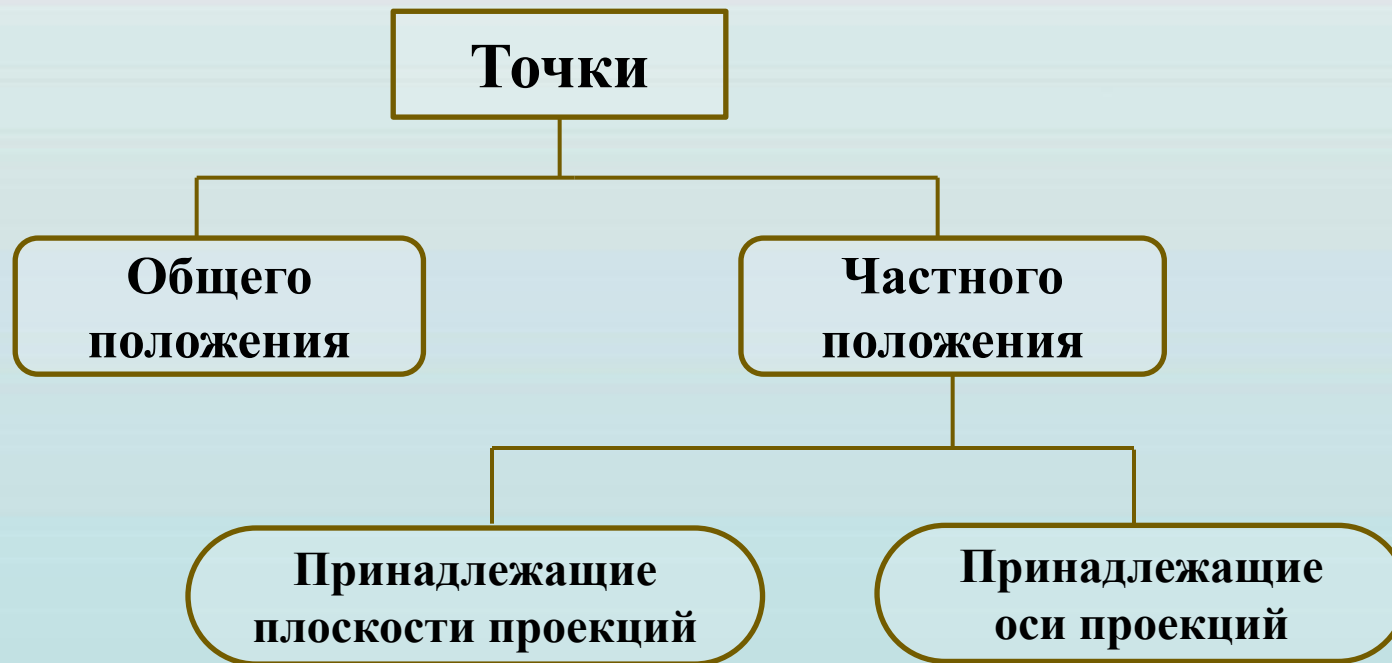 Точки
Общего
положения
Частного
положения
Принадлежащие
плоскости проекций
Принадлежащие
оси проекций